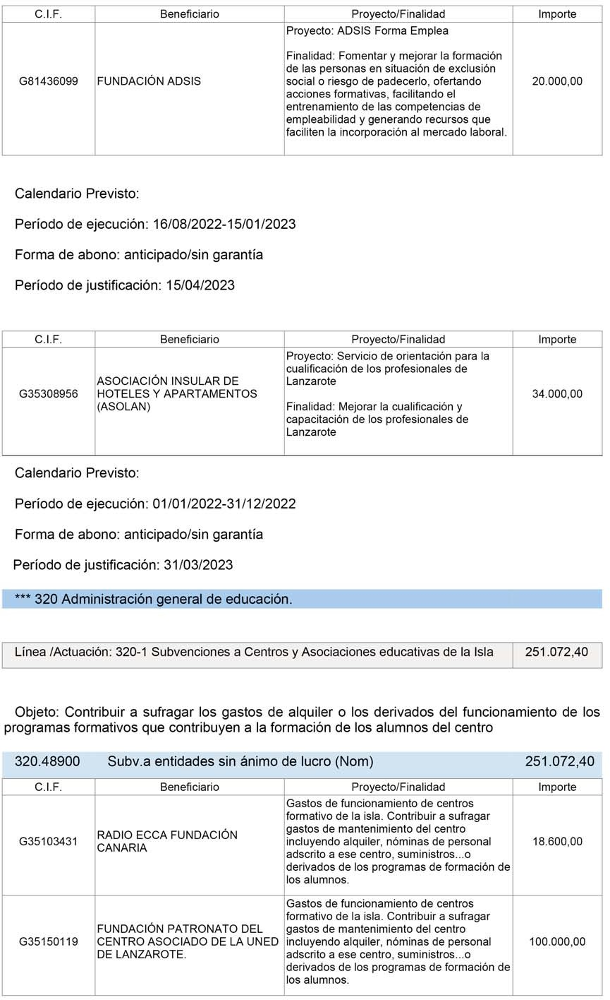 C.I.F. Beneficiario Proyecto/Finalidad Importe
Proyecto: ADSIS Forma Emplea
Finalidad: Fomentar y mejorar la formación
de las personas en situación de exclusión
social o riesgo de padecerlo, ofertando
G81436099 FUNDACIÓN ADSIS acciones formativas, facilitando el 20.000,00
entrenamiento de las competencias de
empleabilidad y generando recursos que
faciliten la incorporación al mercado laboral.
Calendario Previsto:
Período de ejecución: 16/08/2022-15/01/2023
Forma de abono: anticipado/sin garantía
Período de justificación: 15/04/2023
C.I.F. Beneficiario Proyecto/Finalidad Importe
G35308956
ASOCIACIÓN INSULAR DE
HOTELES Y APARTAMENTOS
(ASOLAN)
Proyecto: Servicio de orientación para la
cualificación de los profesionales de
Lanzarote
Finalidad: Mejorar la cualificación y
capacitación de los profesionales de
Lanzarote
34.000,00
Calendario Previsto:
Período de ejecución: 01/01/2022-31/12/2022
Forma de abono: anticipado/sin garantía
Período de justificación: 31/03/2023
*** 320 Administración general de educación.
Línea /Actuación: 320-1 Subvenciones a Centros y Asociaciones educativas de la Isla 251.072,40
Objeto: Contribuir a sufragar los gastos de alquiler o los derivados del funcionamiento de los
programas formativos que contribuyen a la formación de los alumnos del centro
320.48900 Subv.a entidades sin ánimo de lucro (Nom) 251.072,40
C.I.F. Beneficiario Proyecto/Finalidad Importe
G35103431
RADIO ECCA FUNDACIÓN
CANARIA
Gastos de funcionamiento de centros
formativo de la isla. Contribuir a sufragar
gastos de mantenimiento del centro
incluyendo alquiler, nóminas de personal
adscrito a ese centro, suministros...o
derivados de los programas de formación de
los alumnos.
18.600,00
G35150119
FUNDACIÓN PATRONATO DEL
CENTRO ASOCIADO DE LA UNED
DE LANZAROTE.
Gastos de funcionamiento de centros
formativo de la isla. Contribuir a sufragar
gastos de mantenimiento del centro
incluyendo alquiler, nóminas de personal
adscrito a ese centro, suministros...o
derivados de los programas de formación de
los alumnos.
100.000,00